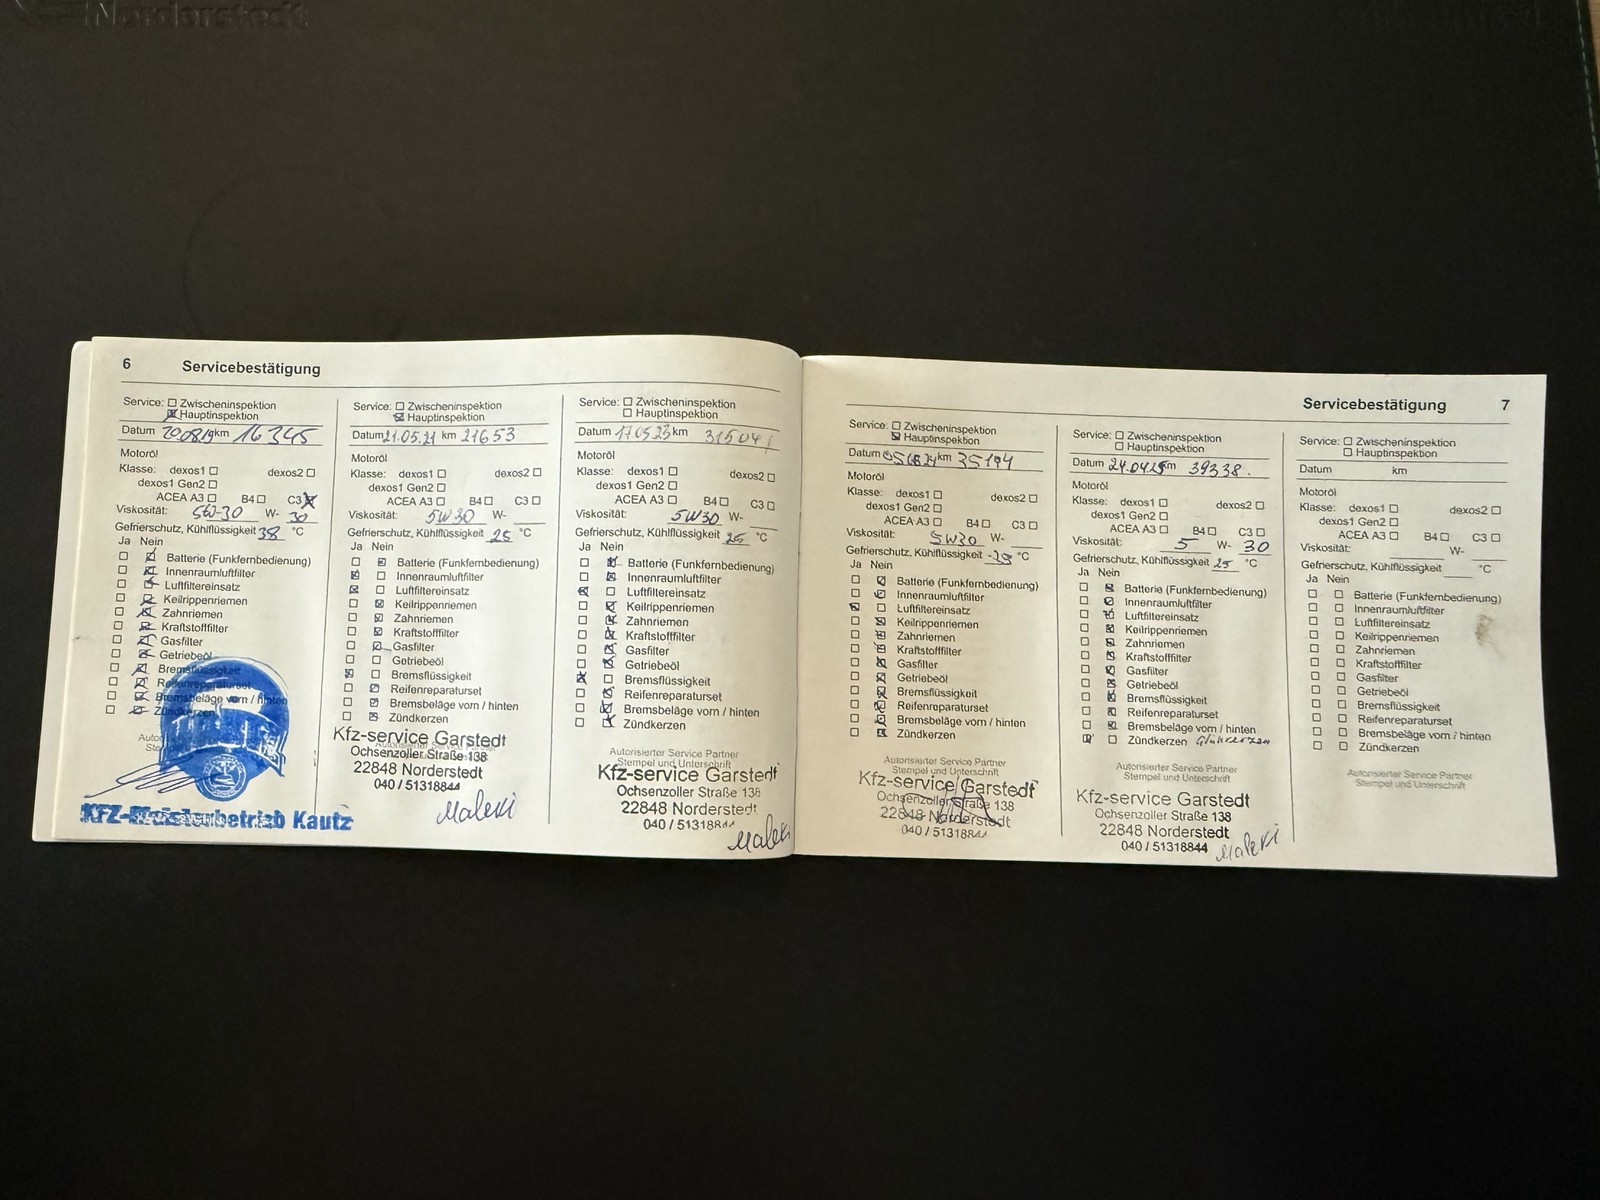 Norderstedt
6 Servicebestätigung
Service: Zwischeninspektion
Hauptinspektion
Datum 20.08.19 km 16345
Motoröl
Klasse: dexos1 dexos2
dexos1 Gen2
ACEA A3 B4 C3
Viskosität: 5W-30 W- 30
Gefrierschutz, Kühlflüssigkeit 38 °C
Ja Nein
Batterie (Funkfernbedienung)
Innenraumluftfilter
Luftfiltereinsatz
Keilrippenriemen
Zahnriemen
Kraftstofffilter
Gasfilter
Getriebeöl
Bremsflüssigkeit
Reifenreparaturset
Bremsbeläge vorn / hinten
Zündkerzen
KFZ-Meisterbetrieb Kautz
Service: Zwischeninspektion
Hauptinspektion
Datum 21.05.21 km 21653
Motoröl
Klasse: dexos1 dexos2
dexos1 Gen2
ACEA A3 B4 C3
Viskosität: 5W30 W-
Gefrierschutz, Kühlflüssigkeit 25 °C
Ja Nein
Batterie (Funkfernbedienung)
Innenraumluftfilter
Luftfiltereinsatz
Keilrippenriemen
Zahnriemen
Kraftstofffilter
Gasfilter
Getriebeöl
Bremsflüssigkeit
Reifenreparaturset
Bremsbeläge vorn / hinten
Zündkerzen
Kfz-service Garstedt
Ochsenzoller Straße 138
22848 Norderstedt
040 / 51318844
Maleki
Service: Zwischeninspektion
Hauptinspektion
Datum 17.05.23 km 31504
Motoröl
Klasse: dexos1 dexos2
dexos1 Gen2
ACEA A3 B4 C3
Viskosität: 5W30 W-
Gefrierschutz, Kühlflüssigkeit 25 °C
Ja Nein
Batterie (Funkfernbedienung)
Innenraumluftfilter
Luftfiltereinsatz
Keilrippenriemen
Zahnriemen
Kraftstofffilter
Gasfilter
Getriebeöl
Bremsflüssigkeit
Reifenreparaturset
Bremsbeläge vorn / hinten
Zündkerzen
Autorisierter Service Partner
Stempel und Unterschrift
Kfz-service Garstedt
Ochsenzoller Straße 138
22848 Norderstedt
040 / 51318844
Maleki
Servicebestätigung 7
Service: Zwischeninspektion
Hauptinspektion
Datum km 35194
Motoröl
Klasse: dexos1 dexos2
dexos1 Gen2
ACEA A3 B4 C3
Viskosität: 5W30 W-
Gefrierschutz, Kühlflüssigkeit -25 °C
Ja Nein
Batterie (Funkfernbedienung)
Innenraumluftfilter
Luftfiltereinsatz
Keilrippenriemen
Zahnriemen
Kraftstofffilter
Gasfilter
Getriebeöl
Bremsflüssigkeit
Reifenreparaturset
Bremsbeläge vorn / hinten
Zündkerzen
Autorisierter Service Partner
Stempel und Unterschrift
Kfz-service Garstedt
Ochsenzoller Straße 138
22848 Norderstedt
040 / 51318844
Service: Zwischeninspektion
Hauptinspektion
Datum 24.04.25 km 39338.
Motoröl
Klasse: dexos1 dexos2
dexos1 Gen2
ACEA A3 B4 C3
Viskosität: 5 W- 30
Gefrierschutz, Kühlflüssigkeit 25 °C
Ja Nein
Batterie (Funkfernbedienung)
Innenraumluftfilter
Luftfiltereinsatz
Keilrippenriemen
Zahnriemen
Kraftstofffilter
Gasfilter
Getriebeöl
Bremsflüssigkeit
Reifenreparaturset
Bremsbeläge vorn / hinten
Zündkerzen Glühkerzen
Autorisierter Service Partner
Stempel und Unterschrift
Kfz-service Garstedt
Ochsenzoller Straße 138
22848 Norderstedt
040 / 51318844
Maleki
Service: Zwischeninspektion
Hauptinspektion
Datum km
Motoröl
Klasse: dexos1 dexos2
dexos1 Gen2
ACEA A3 B4 C3
Viskosität: W-
Gefrierschutz, Kühlflüssigkeit °C
Ja Nein
Batterie (Funkfernbedienung)
Innenraumluftfilter
Luftfiltereinsatz
Keilrippenriemen
Zahnriemen
Kraftstofffilter
Gasfilter
Getriebeöl
Bremsflüssigkeit
Reifenreparaturset
Bremsbeläge vorn / hinten
Zündkerzen
Autorisierter Service Partner
Stempel und Unterschrift